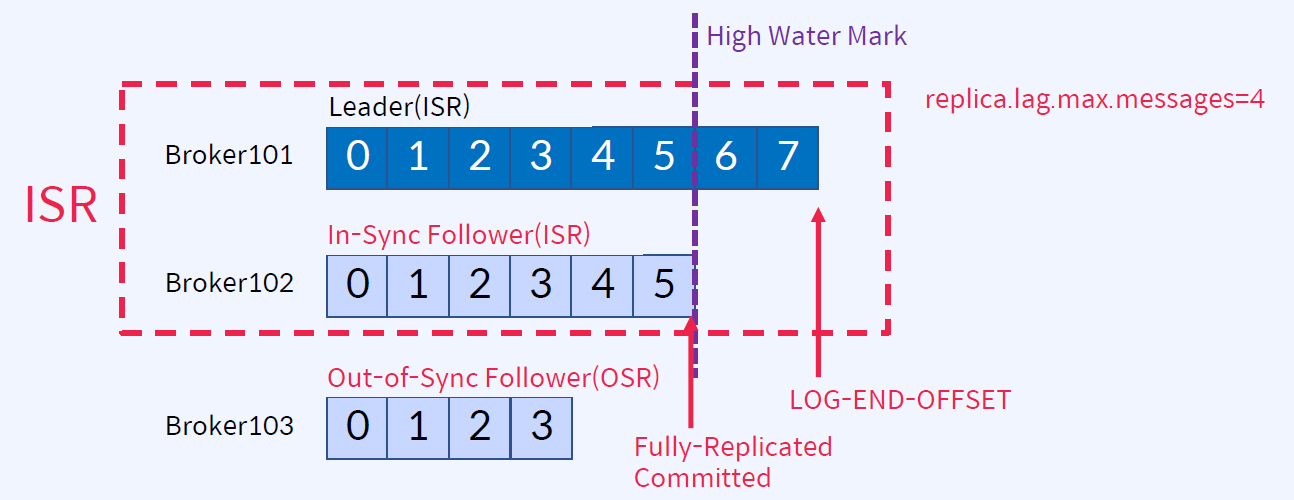 High Water Mark
replica.lag.max.messages=4
Leader(ISR)
Broker101
0 1 2 3 4 5 6 7
ISR
In-Sync Follower(ISR)
Broker102
0 1 2 3 4 5
Out-of-Sync Follower(OSR)
LOG-END-OFFSET
Broker103
0 1 2 3
Fully-Replicated
Committed